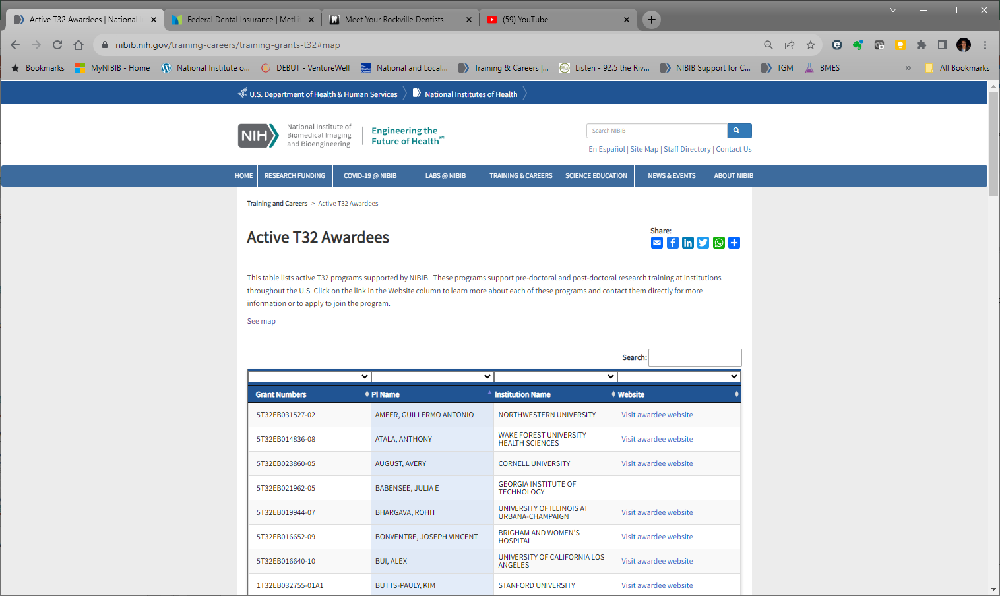 Active T32 Awardees | National I
Federal Dental Insurance | MetLi
Meet Your Rockville Dentists
(59) YouTube
nibib.nih.gov/training-careers/training-grants-t32#map
Bookmarks
MyNIBIB - Home
National Institute o...
DEBUT - VentureWell
National and Local...
Training & Careers |...
Listen - 92.5 the Riv...
NIBIB Support for C...
TGM
BMES
»
All Bookmarks
U.S. Department of Health & Human Services
National Institutes of Health
NIH
National Institute of
Biomedical Imaging
and Bioengineering
Engineering the
Future of Health℠
Search NIBIB
En Español | Site Map | Staff Directory | Contact Us
HOME
RESEARCH FUNDING
COVID-19 @ NIBIB
LABS @ NIBIB
TRAINING & CAREERS
SCIENCE EDUCATION
NEWS & EVENTS
ABOUT NIBIB
Training and Careers > Active T32 Awardees
Active T32 Awardees
Share:
This table lists active T32 programs supported by NIBIB. These programs support pre-doctoral and post-doctoral research training at institutions
throughout the U.S. Click on the link in the Website column to learn more about each of these programs and contact them directly for more
information or to apply to join the program.
See map
Search:
Grant Numbers PI Name Institution Name Website
5T32EB031527-02 AMEER, GUILLERMO ANTONIO NORTHWESTERN UNIVERSITY Visit awardee website
5T32EB014836-08 ATALA, ANTHONY WAKE FOREST UNIVERSITY
HEALTH SCIENCES Visit awardee website
5T32EB023860-05 AUGUST, AVERY CORNELL UNIVERSITY Visit awardee website
5T32EB021962-05 BABENSEE, JULIA E GEORGIA INSTITUTE OF
TECHNOLOGY
5T32EB019944-07 BHARGAVA, ROHIT UNIVERSITY OF ILLINOIS AT
URBANA-CHAMPAIGN Visit awardee website
5T32EB016652-09 BONVENTRE, JOSEPH VINCENT BRIGHAM AND WOMEN'S
HOSPITAL Visit awardee website
5T32EB016640-10 BUI, ALEX UNIVERSITY OF CALIFORNIA LOS
ANGELES Visit awardee website
1T32EB032755-01A1 BUTTS-PAULY, KIM STANFORD UNIVERSITY Visit awardee website